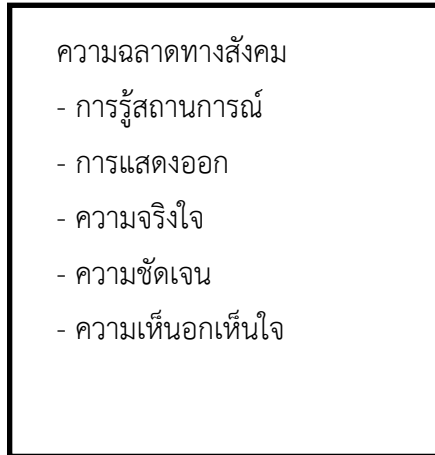 ความฉลาดทางสังคม
- การรู้สถานการณ์
- การแสดงออก
- ความจริงใจ
- ความชัดเจน
- ความเห็นอกเห็นใจ